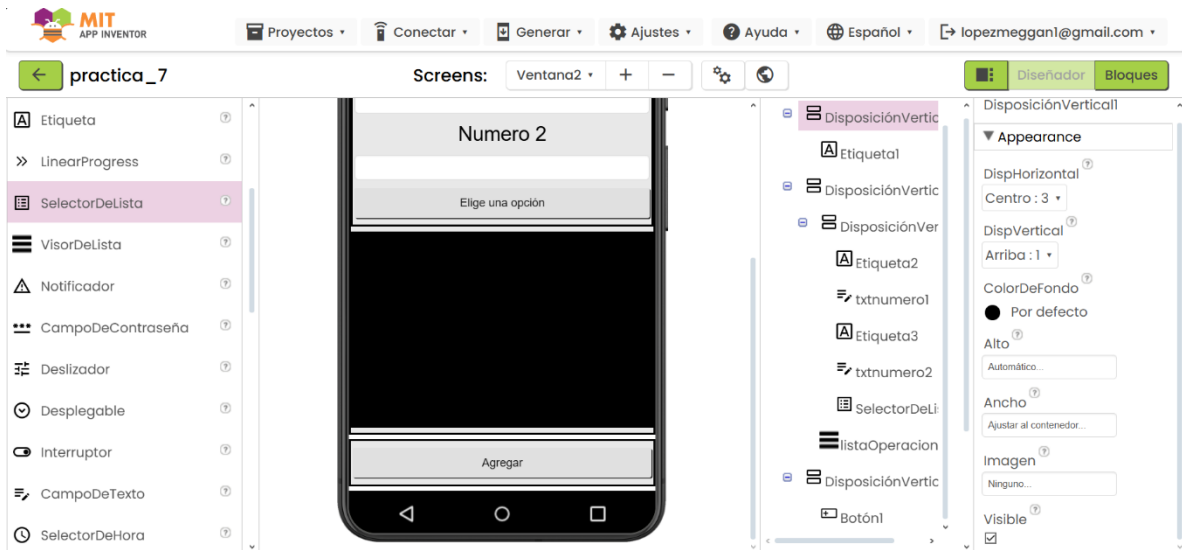 MIT
APP INVENTOR
Proyectos
Conectar
Generar
Ajustes
Ayuda
Español
lopezmeggan1@gmail.com
practica_7
Screens:
Ventana2
Diseñador
Bloques
Etiqueta
LinearProgress
SelectorDeLista
VisorDeLista
Notificador
CampoDeContraseña
Deslizador
Desplegable
Interruptor
CampoDeTexto
SelectorDeHora
Numero 2
Elige una opción
Agregar
DisposiciónVertic
Etiqueta1
DisposiciónVertic
DisposiciónVer
Etiqueta2
txtnumero1
Etiqueta3
txtnumero2
SelectorDeLi
listaOperacion
DisposiciónVertic
Botón1
DisposiciónVertical1
Appearance
DispHorizontal
Centro : 3
DispVertical
Arriba : 1
ColorDeFondo
Por defecto
Alto
Automático...
Ancho
Ajustar al contenedor...
Imagen
Ninguno...
Visible